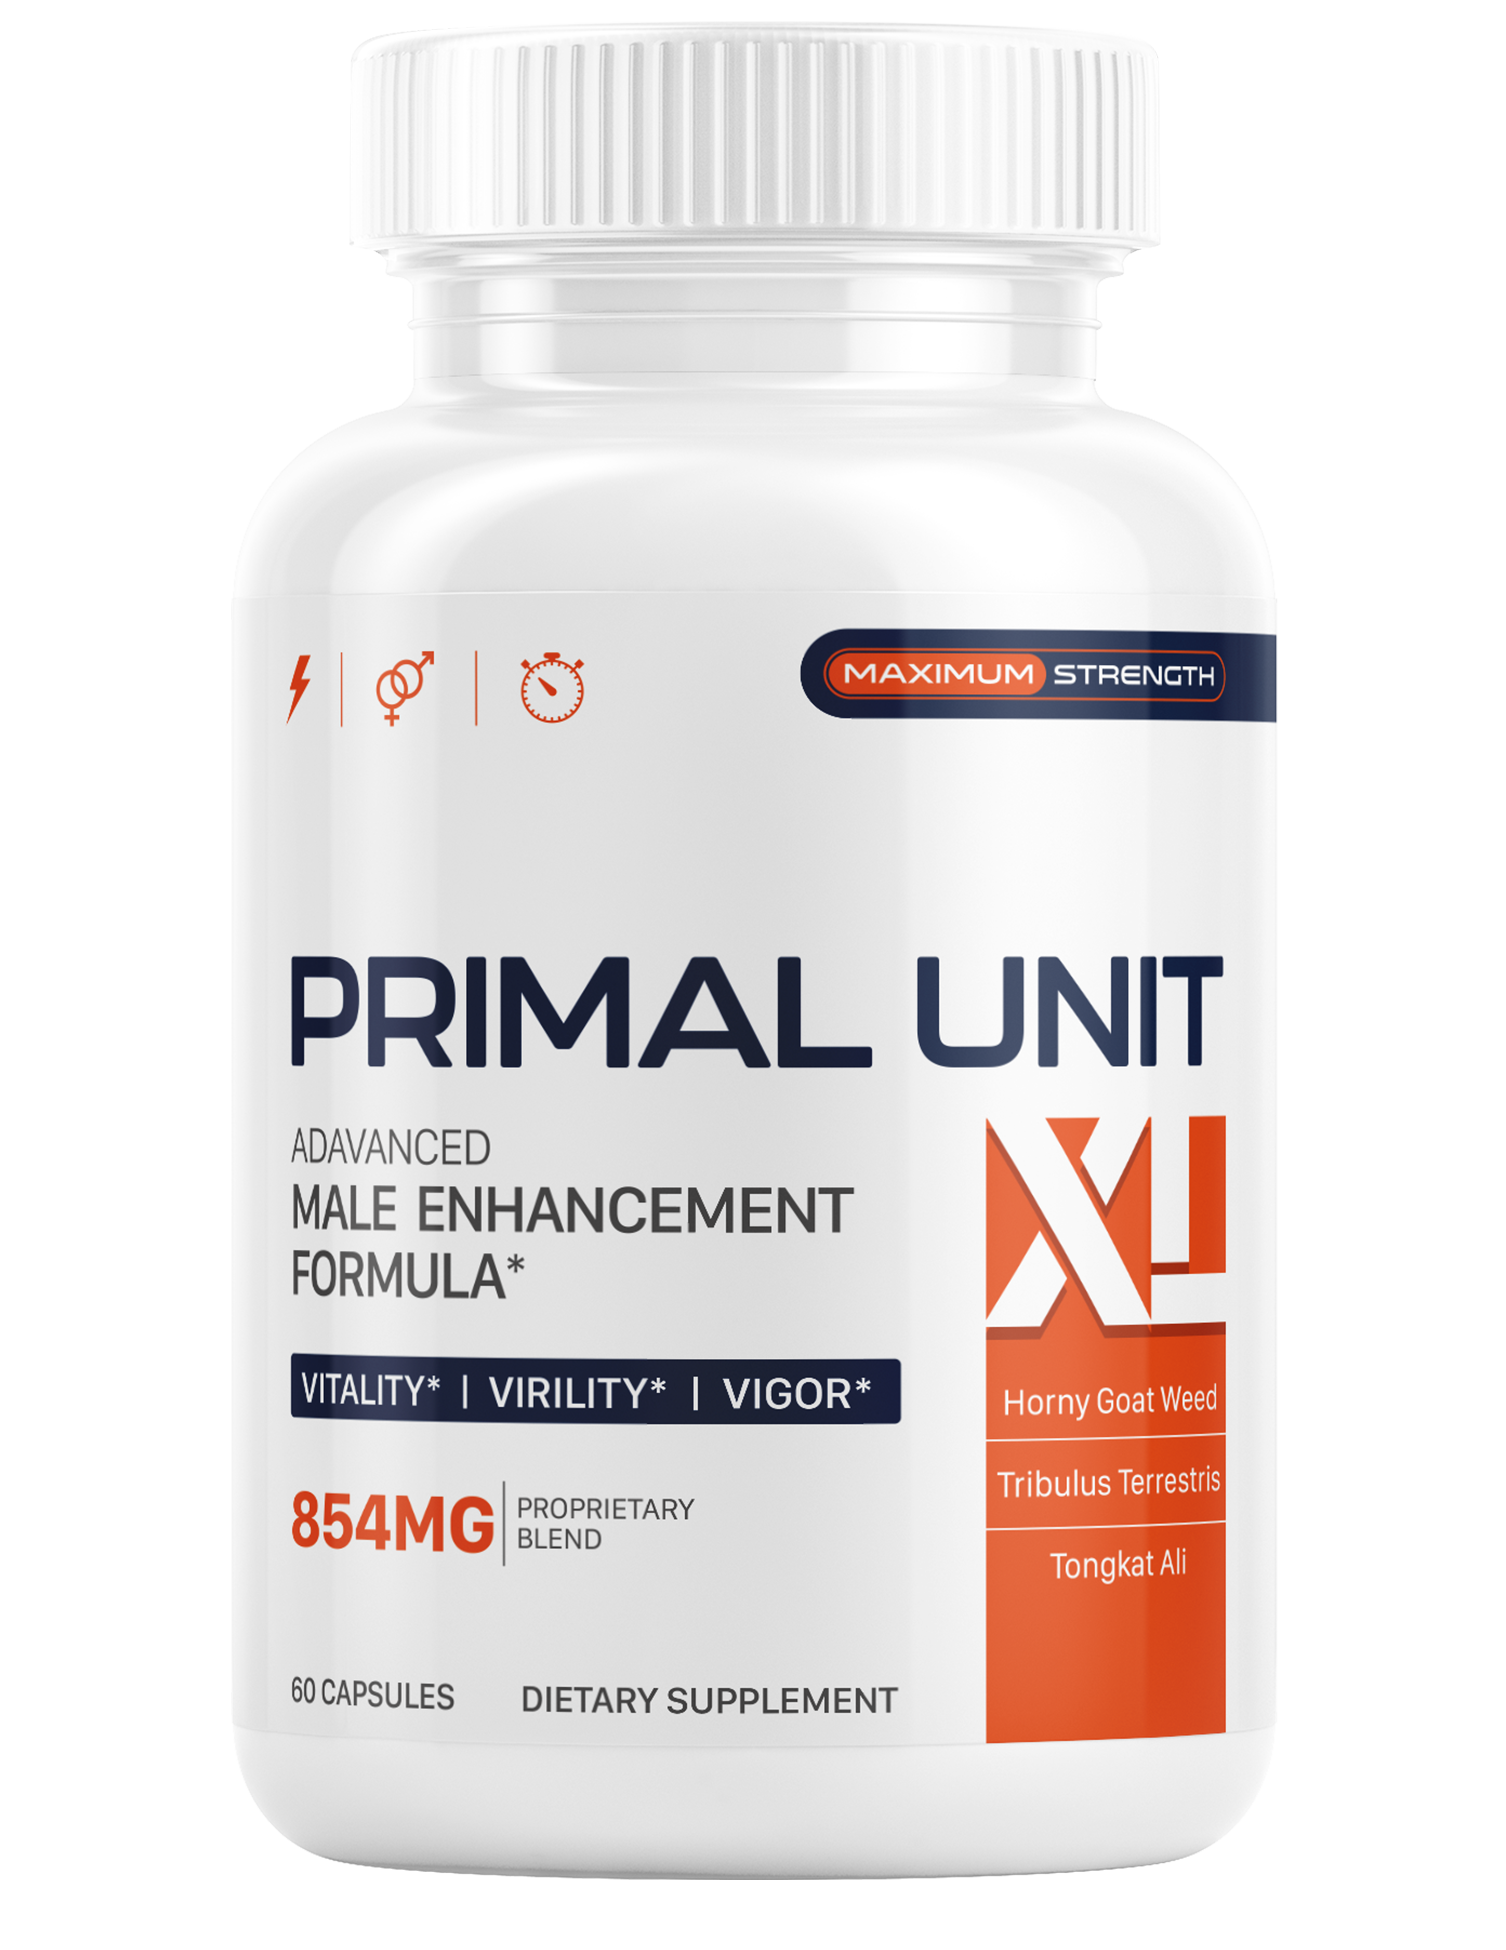 MAXIMUM STRENGTH
PRIMAL UNIT
XL
ADAVANCED
MALE ENHANCEMENT
FORMULA*
VITALITY* | VIRILITY* | VIGOR*
854MG
PROPRIETARY
BLEND
Horny Goat Weed
Tribulus Terrestris
Tongkat Ali
60 CAPSULES
DIETARY SUPPLEMENT